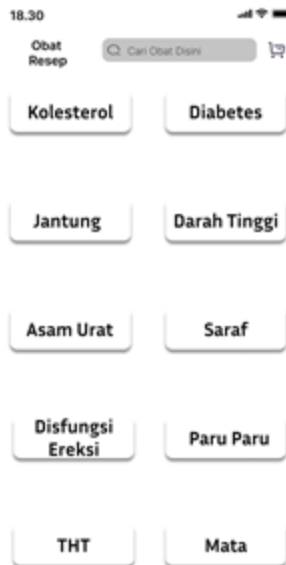 18.30
Obat
Resep
Cari Obat Disini
Kolesterol
Diabetes
Jantung
Darah Tinggi
Asam Urat
Saraf
Disfungsi
Ereksi
Paru Paru
THT
Mata